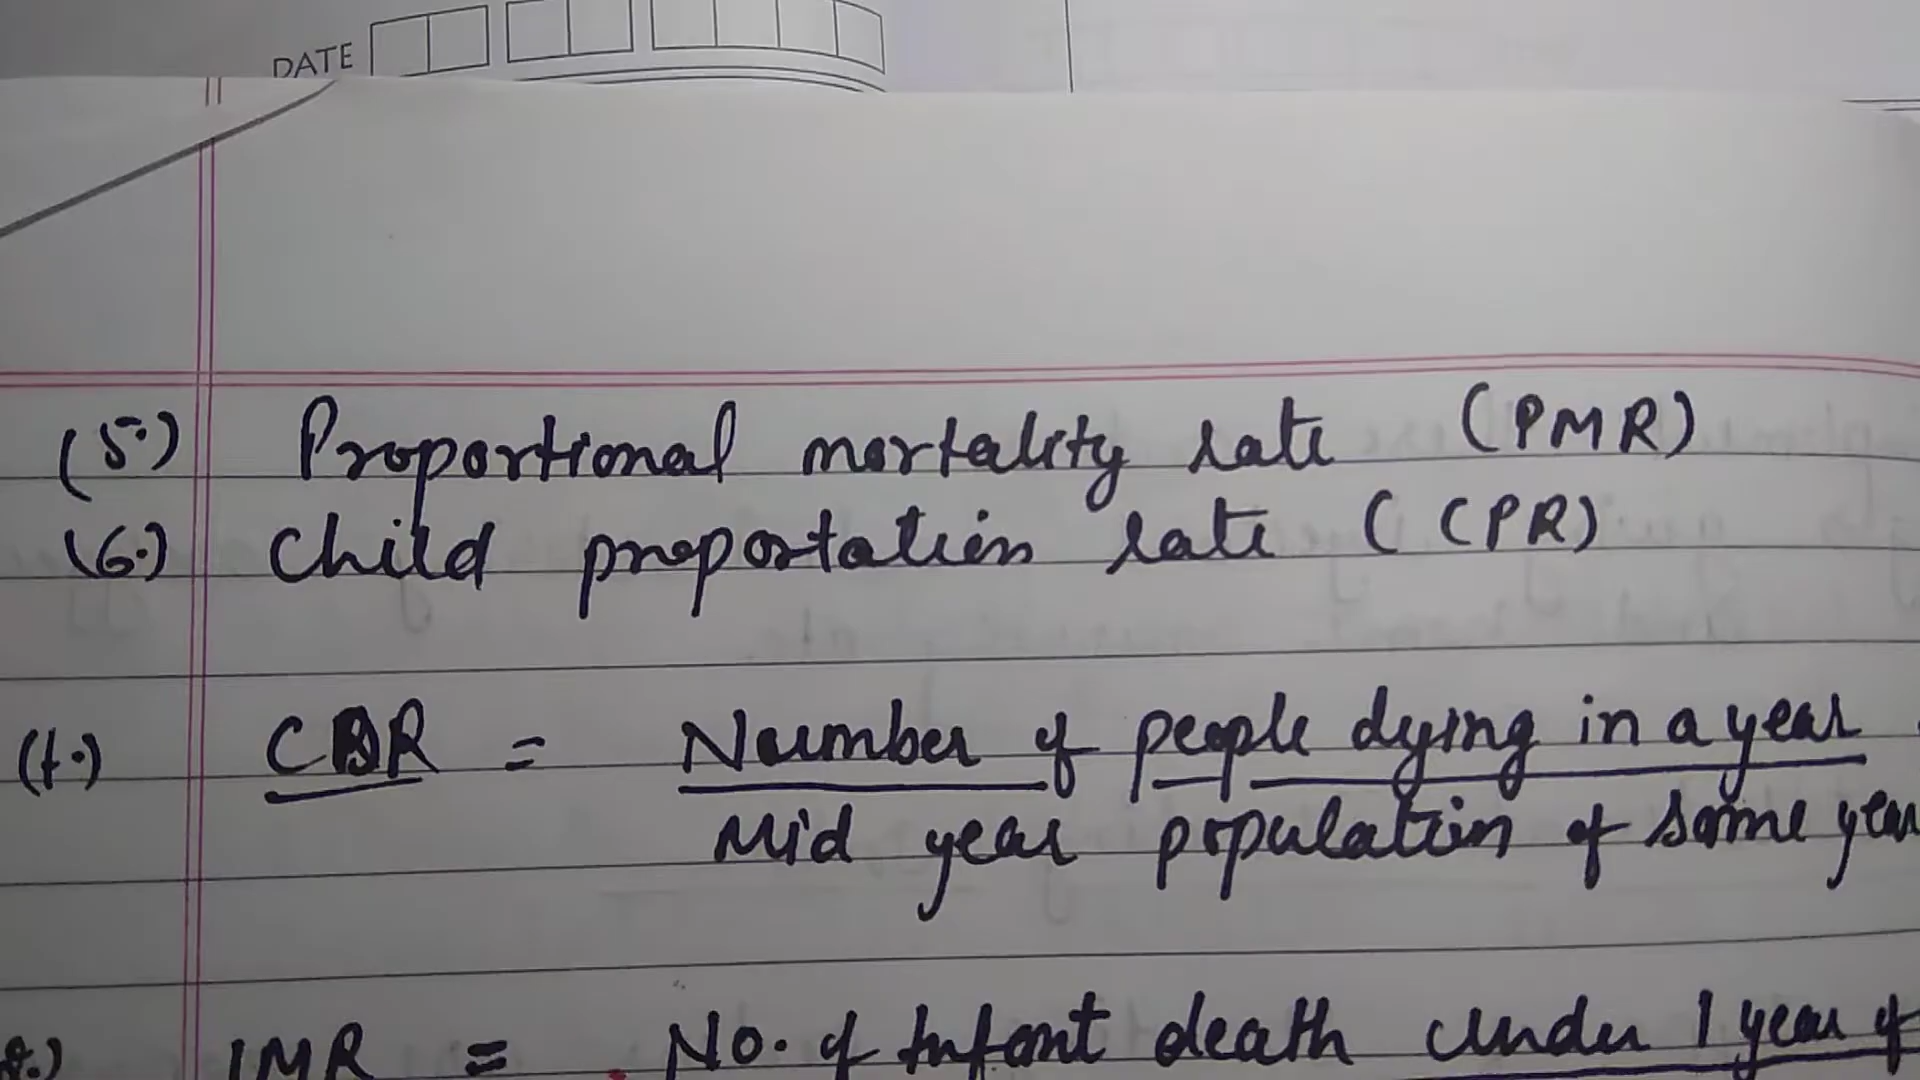 DATE
(5.) Proportional mortality rate (PMR)
(6.) Child proportation rate (CPR)
(1.) CDR = Number of people dying in a year
Mid year population of same year
IMR = No. of Infant death under 1 year of